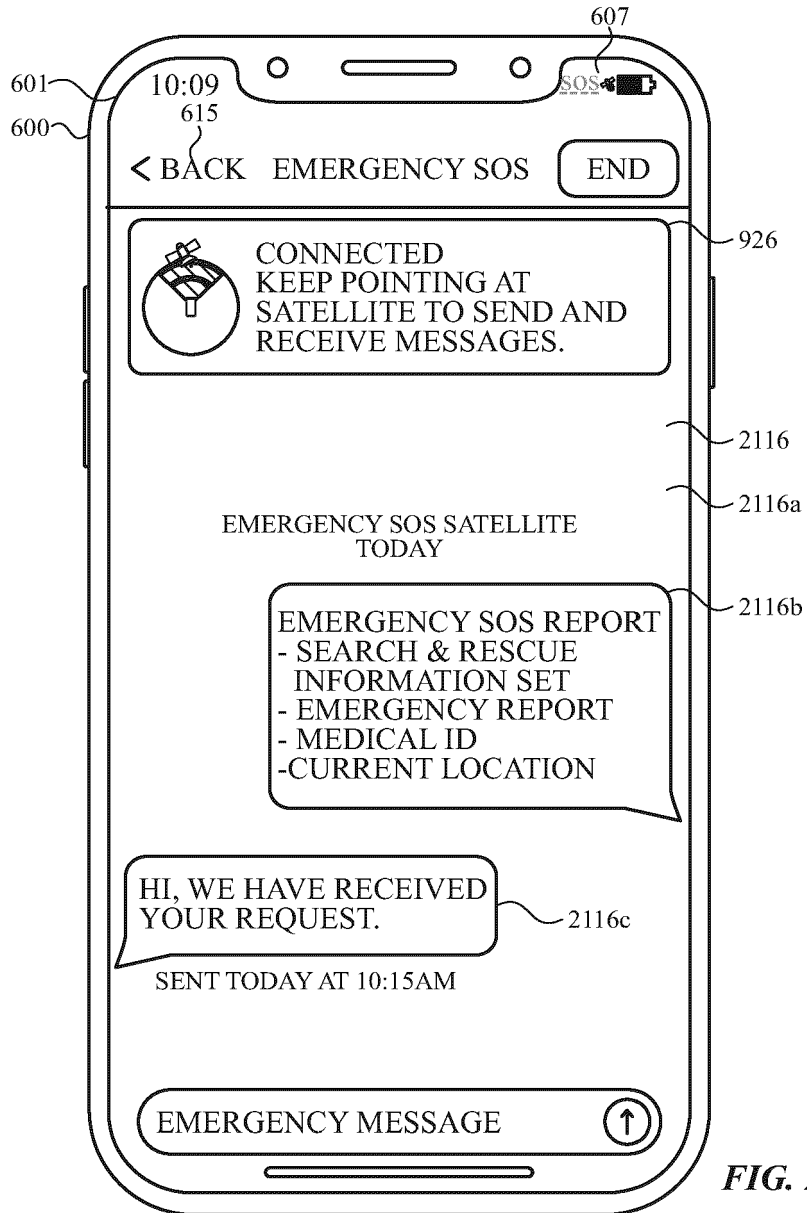 607
601
10:09
SOS
600
615
< BACK EMERGENCY SOS END
926
CONNECTED
KEEP POINTING AT
SATELLITE TO SEND AND
RECEIVE MESSAGES.
2116
2116a
EMERGENCY SOS SATELLITE
TODAY
2116b
EMERGENCY SOS REPORT
- SEARCH & RESCUE
INFORMATION SET
- EMERGENCY REPORT
- MEDICAL ID
-CURRENT LOCATION
HI, WE HAVE RECEIVED
YOUR REQUEST.
2116c
SENT TODAY AT 10:15AM
EMERGENCY MESSAGE
FIG.